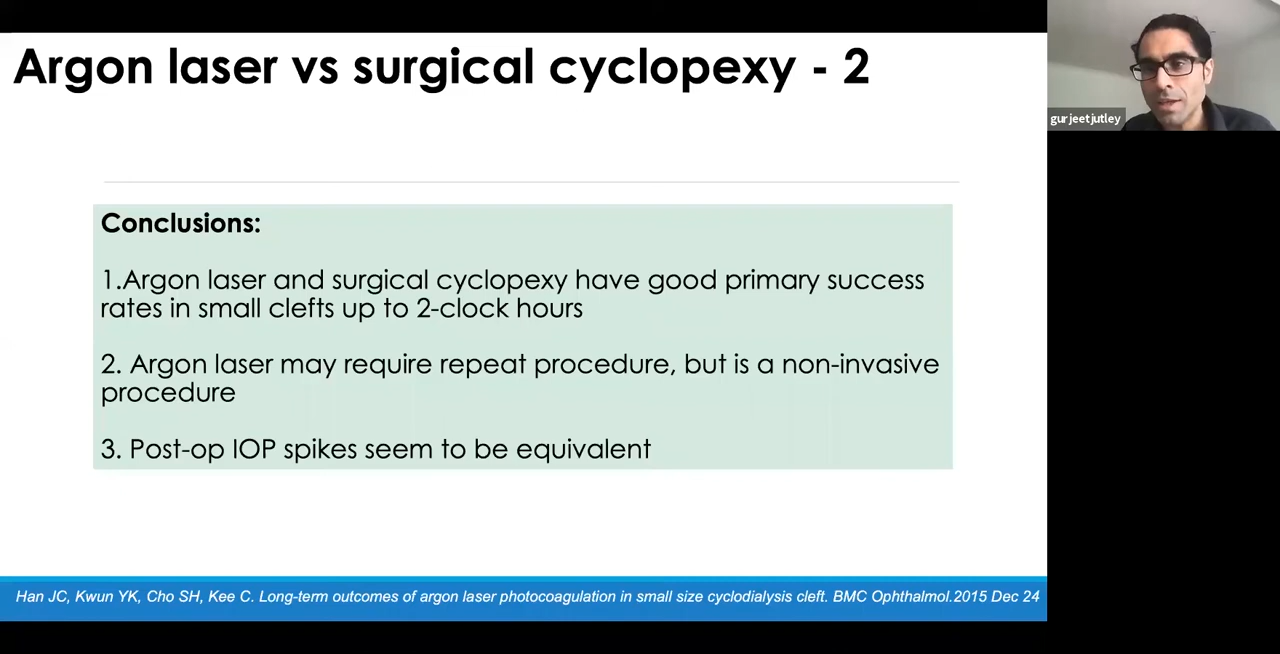 Argon laser vs surgical cyclopexy - 2
gurjeetjutley
Conclusions:
1.Argon laser and surgical cyclopexy have good primary success
rates in small clefts up to 2-clock hours
2. Argon laser may require repeat procedure, but is a non-invasive
procedure
3. Post-op IOP spikes seem to be equivalent
Han JC, Kwun YK, Cho SH, Kee C. Long-term outcomes of argon laser photocoagulation in small size cyclodialysis cleft. BMC Ophthalmol.2015 Dec 24